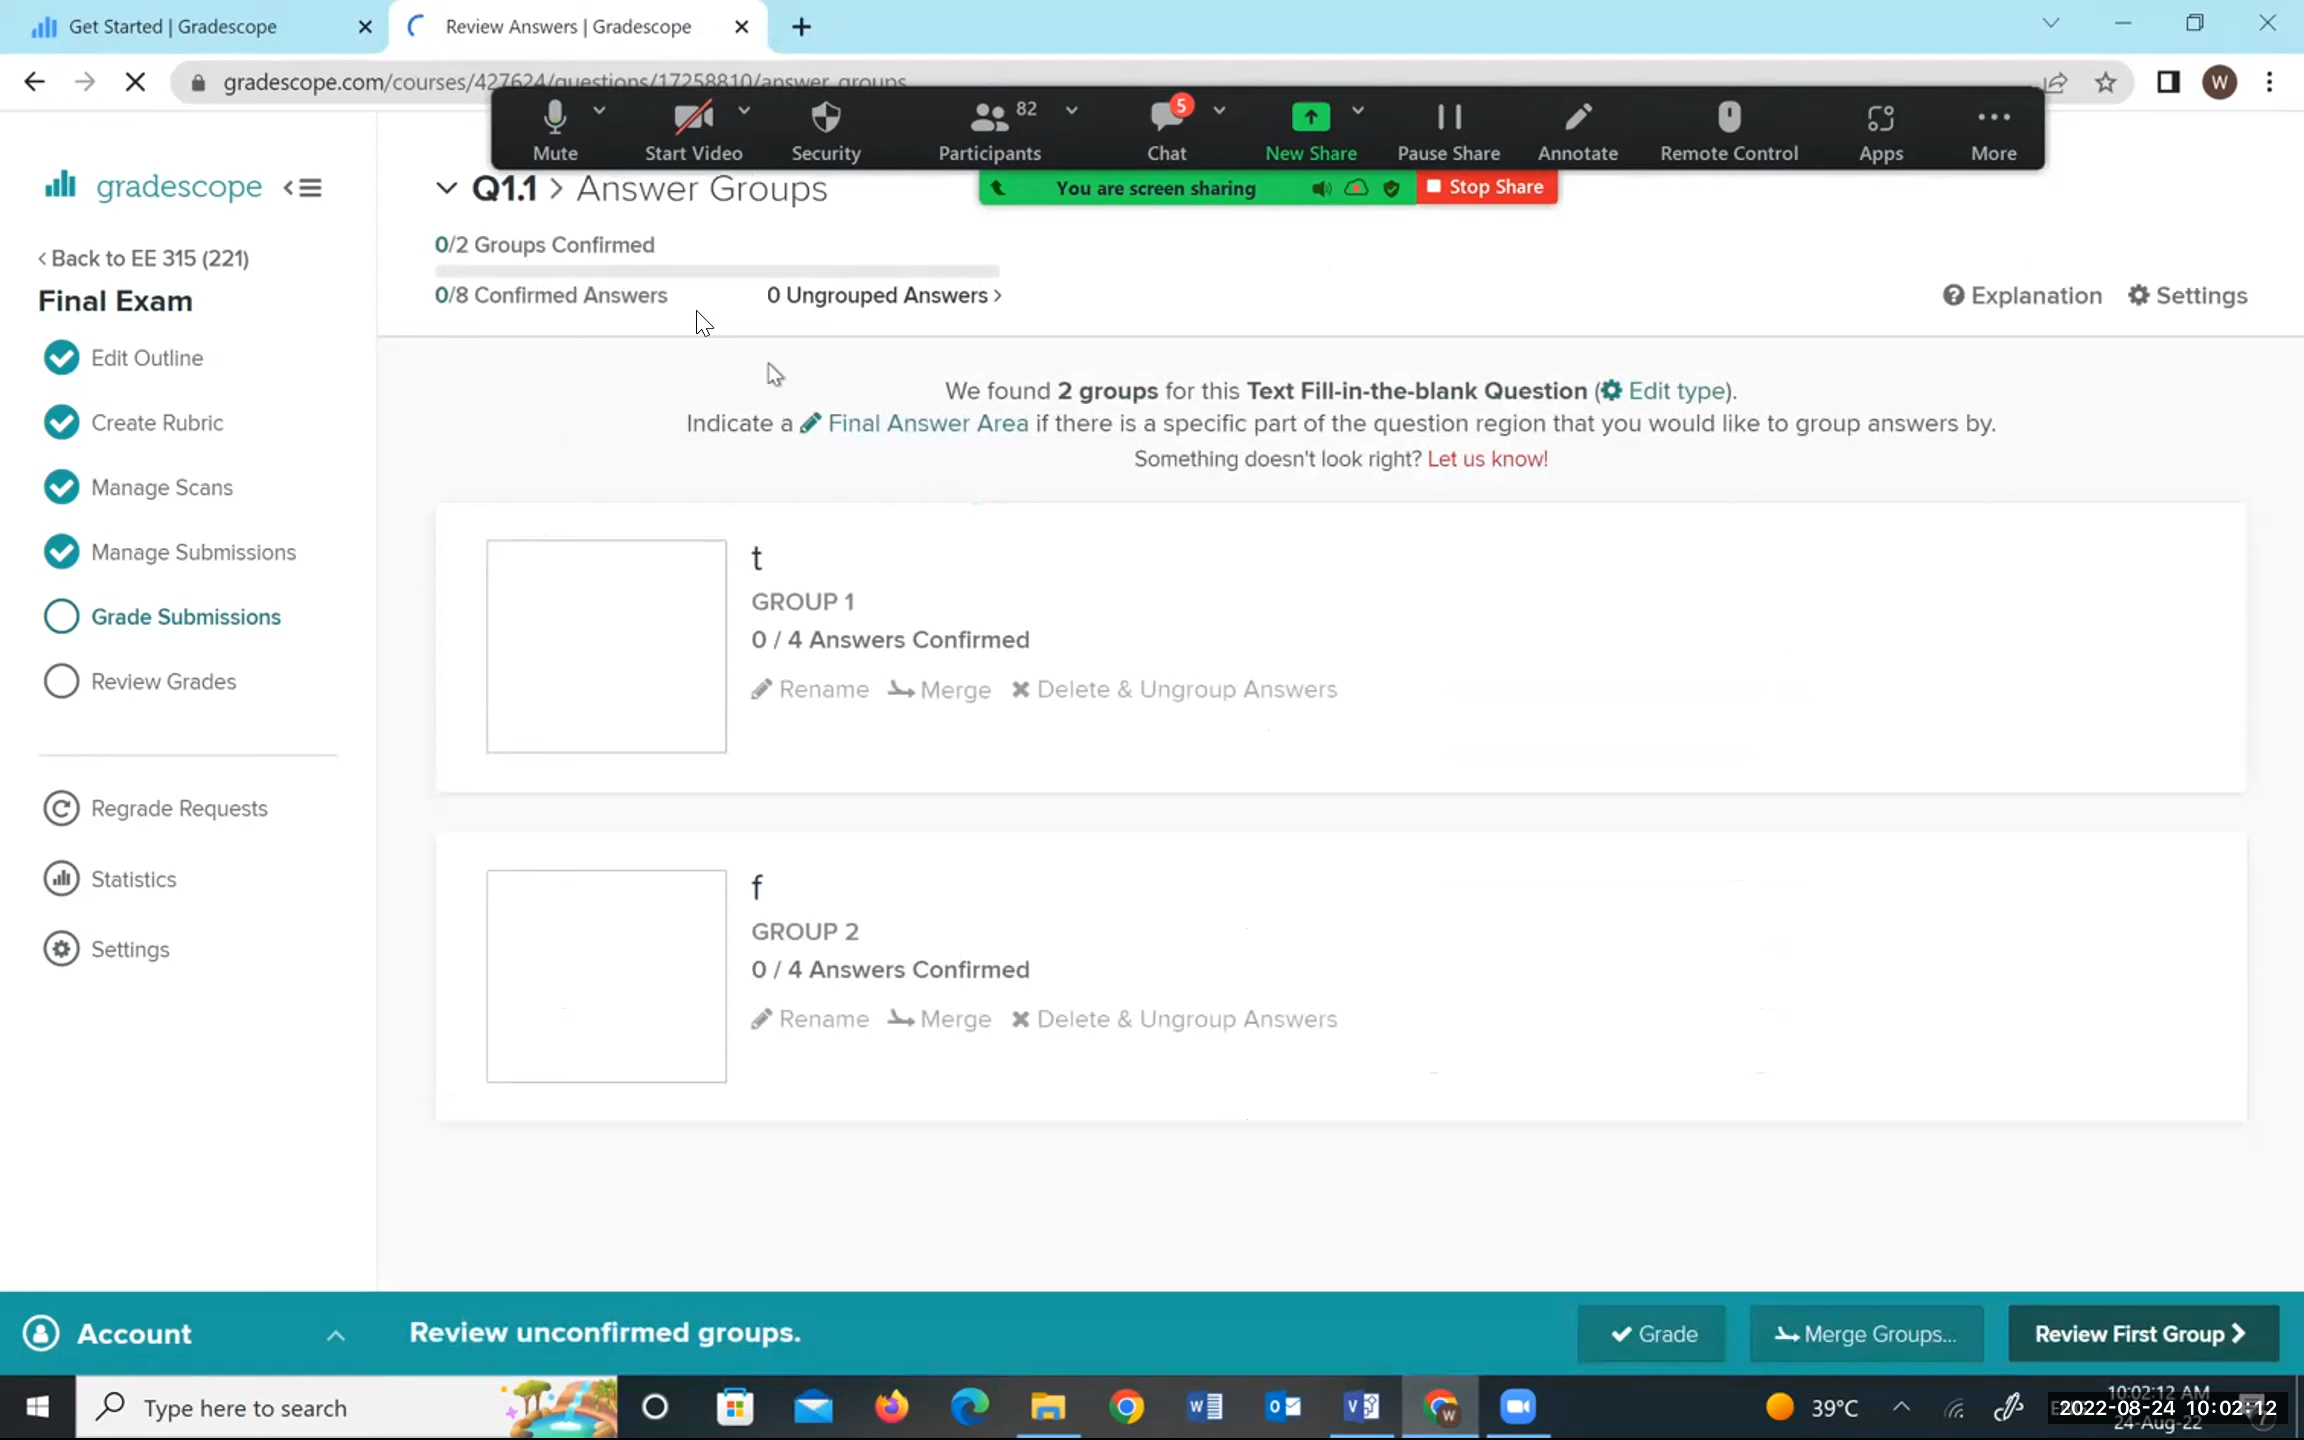 Get Started | Gradescope
Review Answers | Gradescope
gradescope.com/courses/427624/questions/17258810/answer_groups
W
Mute
Start Video
Security
82
Participants
5
Chat
New Share
Pause Share
Annotate
Remote Control
Apps
More
You are screen sharing
Stop Share
gradescope
Back to EE 315 (221)
Final Exam
Edit Outline
Create Rubric
Manage Scans
Manage Submissions
Grade Submissions
Review Grades
Regrade Requests
Statistics
Settings
Account
Q1.1 > Answer Groups
0/2 Groups Confirmed
0/8 Confirmed Answers
0 Ungrouped Answers
Explanation
Settings
We found 2 groups for this Text Fill-in-the-blank Question (Edit type).
Indicate a Final Answer Area if there is a specific part of the question region that you would like to group answers by.
Something doesn't look right? Let us know!
t
GROUP 1
0 / 4 Answers Confirmed
Rename Merge Delete & Ungroup Answers
f
GROUP 2
0 / 4 Answers Confirmed
Rename Merge Delete & Ungroup Answers
Review unconfirmed groups.
Grade
Merge Groups...
Review First Group
Type here to search
39°C
10:02:12 AM
2022-08-24 10:02:12
24-Aug-22